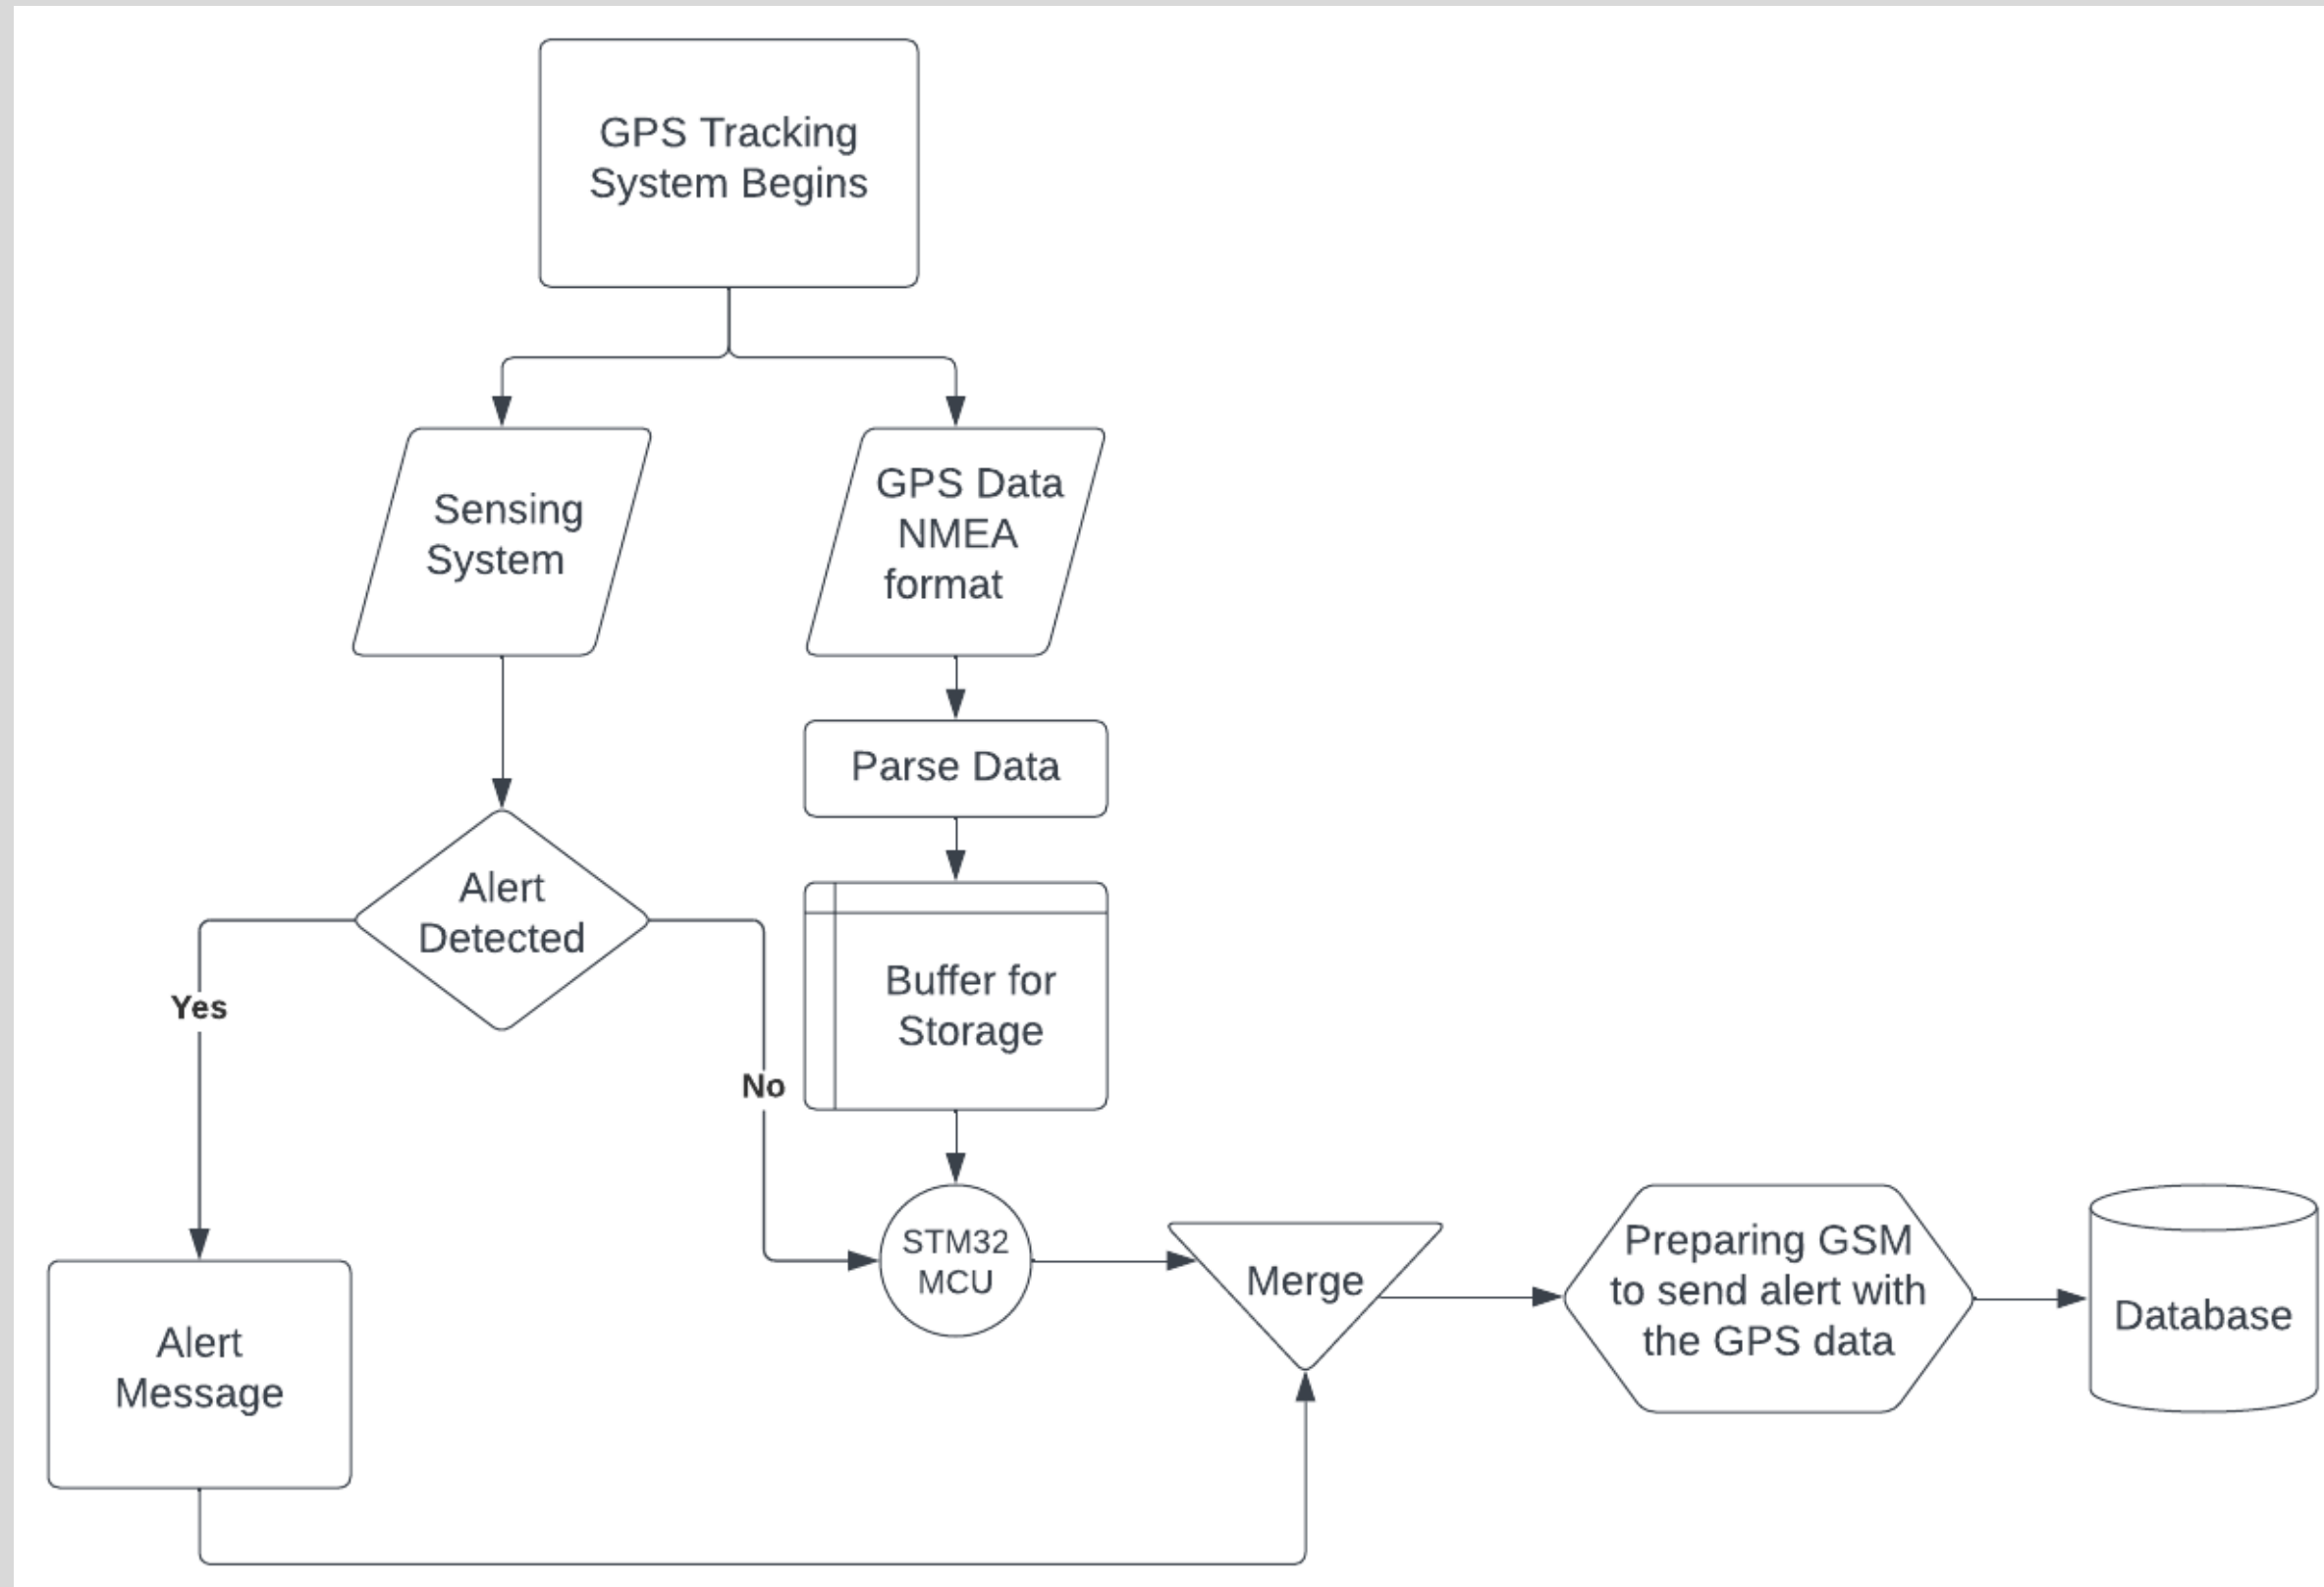 GPS Tracking
System Begins
Sensing
System
GPS Data
NMEA
format
Parse Data
Alert
Detected
Buffer for
Storage
Yes
No
STM32
MCU
Merge
Preparing GSM
to send alert with
the GPS data
Database
Alert
Message